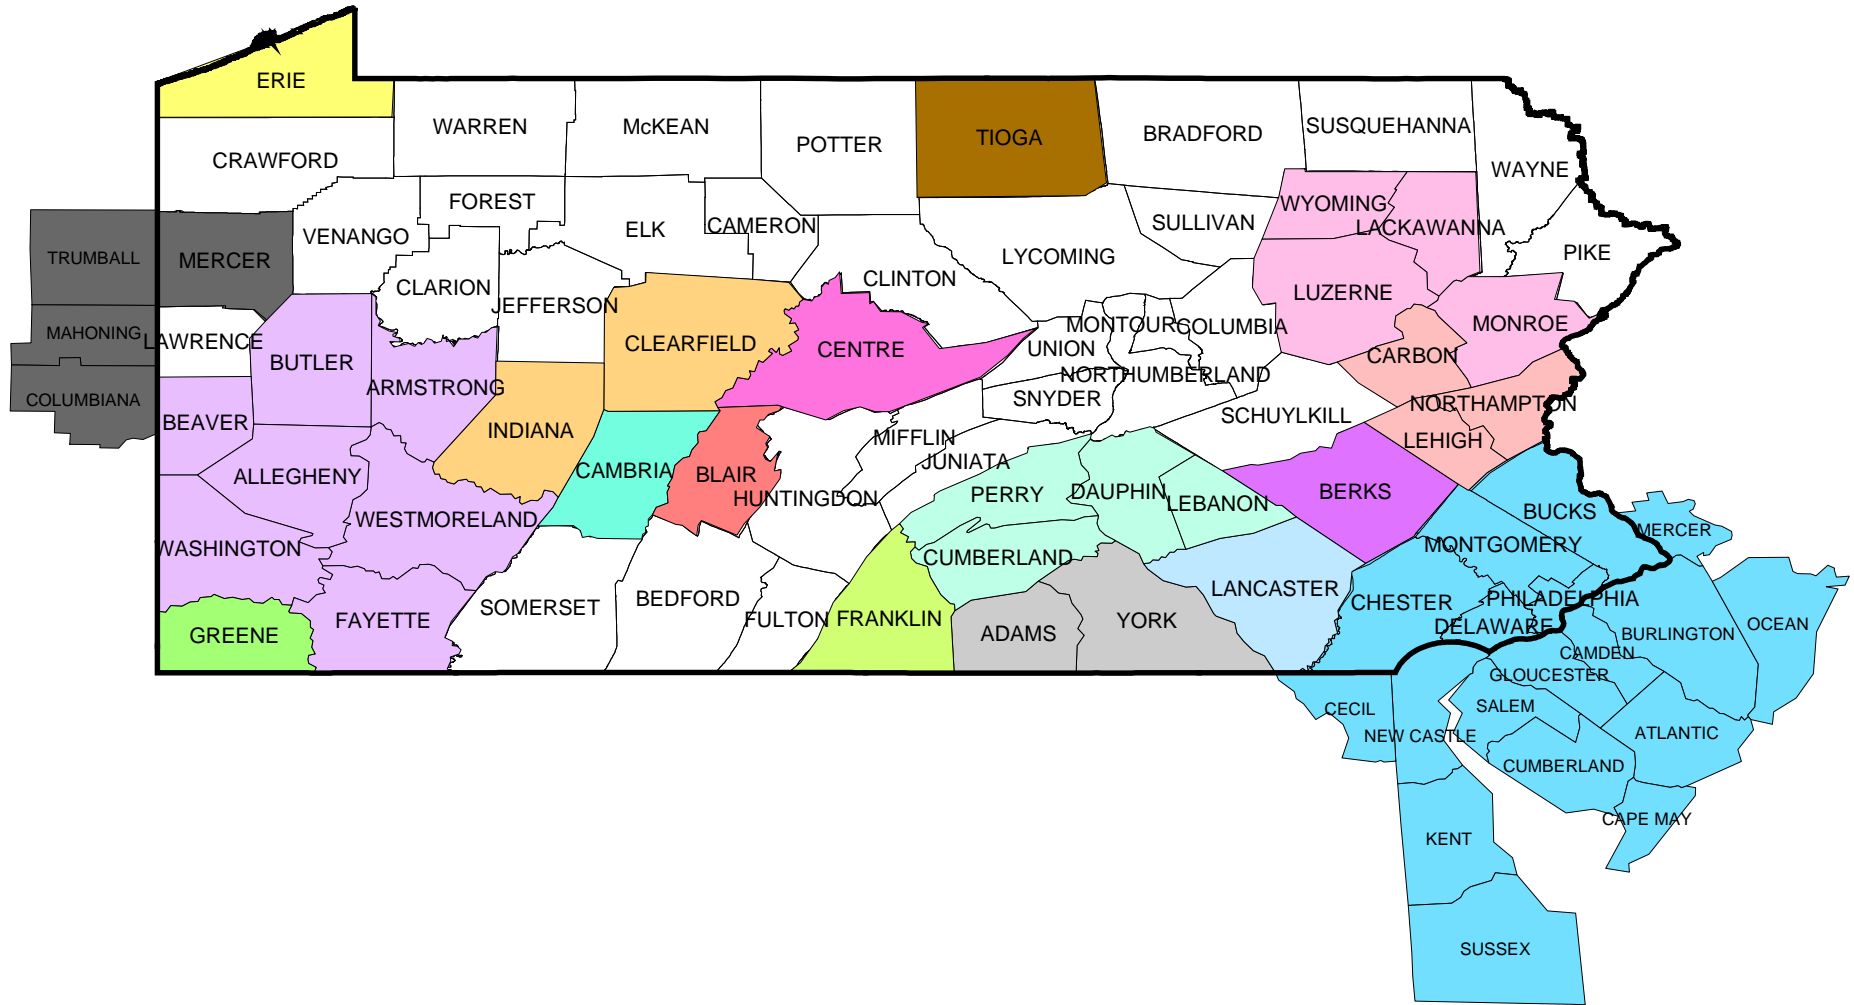 ERIE
WARREN
McKEAN
POTTER
TIOGA
BRADFORD
SUSQUEHANNA
CRAWFORD
WAYNE
FOREST
WYOMING
VENANGO
ELK
CAMERON
SULLIVAN
LACKAWANNA
TRUMBALL
MERCER
LYCOMING
PIKE
CLARION
CLINTON
LUZERNE
JEFFERSON
MAHONING
LAWRENCE
MONTOUR
COLUMBIA
MONROE
BUTLER
CLEARFIELD
CENTRE
UNION
CARBON
ARMSTRONG
NORTHUMBERLAND
COLUMBIANA
SNYDER
NORTHAMPTON
BEAVER
INDIANA
SCHUYLKILL
MIFFLIN
LEHIGH
ALLEGHENY
CAMBRIA
BLAIR
JUNIATA
HUNTINGDON
PERRY
DAUPHIN
LEBANON
BERKS
WESTMORELAND
BUCKS
MERCER
WASHINGTON
CUMBERLAND
MONTGOMERY
LANCASTER
CHESTER
PHILADELPHIA
SOMERSET
BEDFORD
FULTON
FRANKLIN
FAYETTE
YORK
GREENE
ADAMS
DELAWARE
BURLINGTON
OCEAN
CAMDEN
GLOUCESTER
CECIL
SALEM
NEW CASTLE
ATLANTIC
CUMBERLAND
CAPE MAY
KENT
SUSSEX